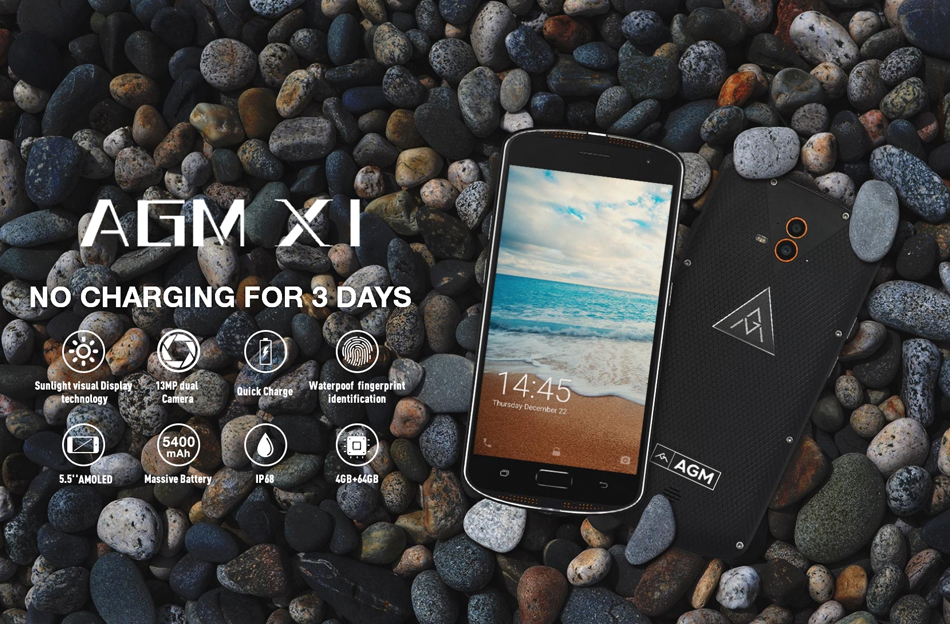 AGM X1
NO CHARGING FOR 3 DAYS
Sunlight visual Display
technology
13MP dual
Camera
Quick Charge
Waterpoof fingerprint
identification
5.5''AMOLED
5400
mAh
Massive Battery
IP68
4GB+64GB
14:45
Thursday December 22
AGM